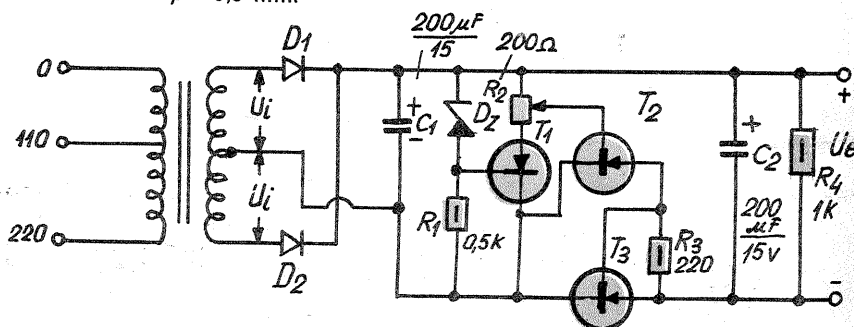 D1
200µF
15
200Ω
0
110
220
Ui
Ui
D2
+
C1
-
Dz
R2
T1
T2
R1
0,5K
T3
R3
220
+
C2
200
µF
15v
R4
1K
+
-